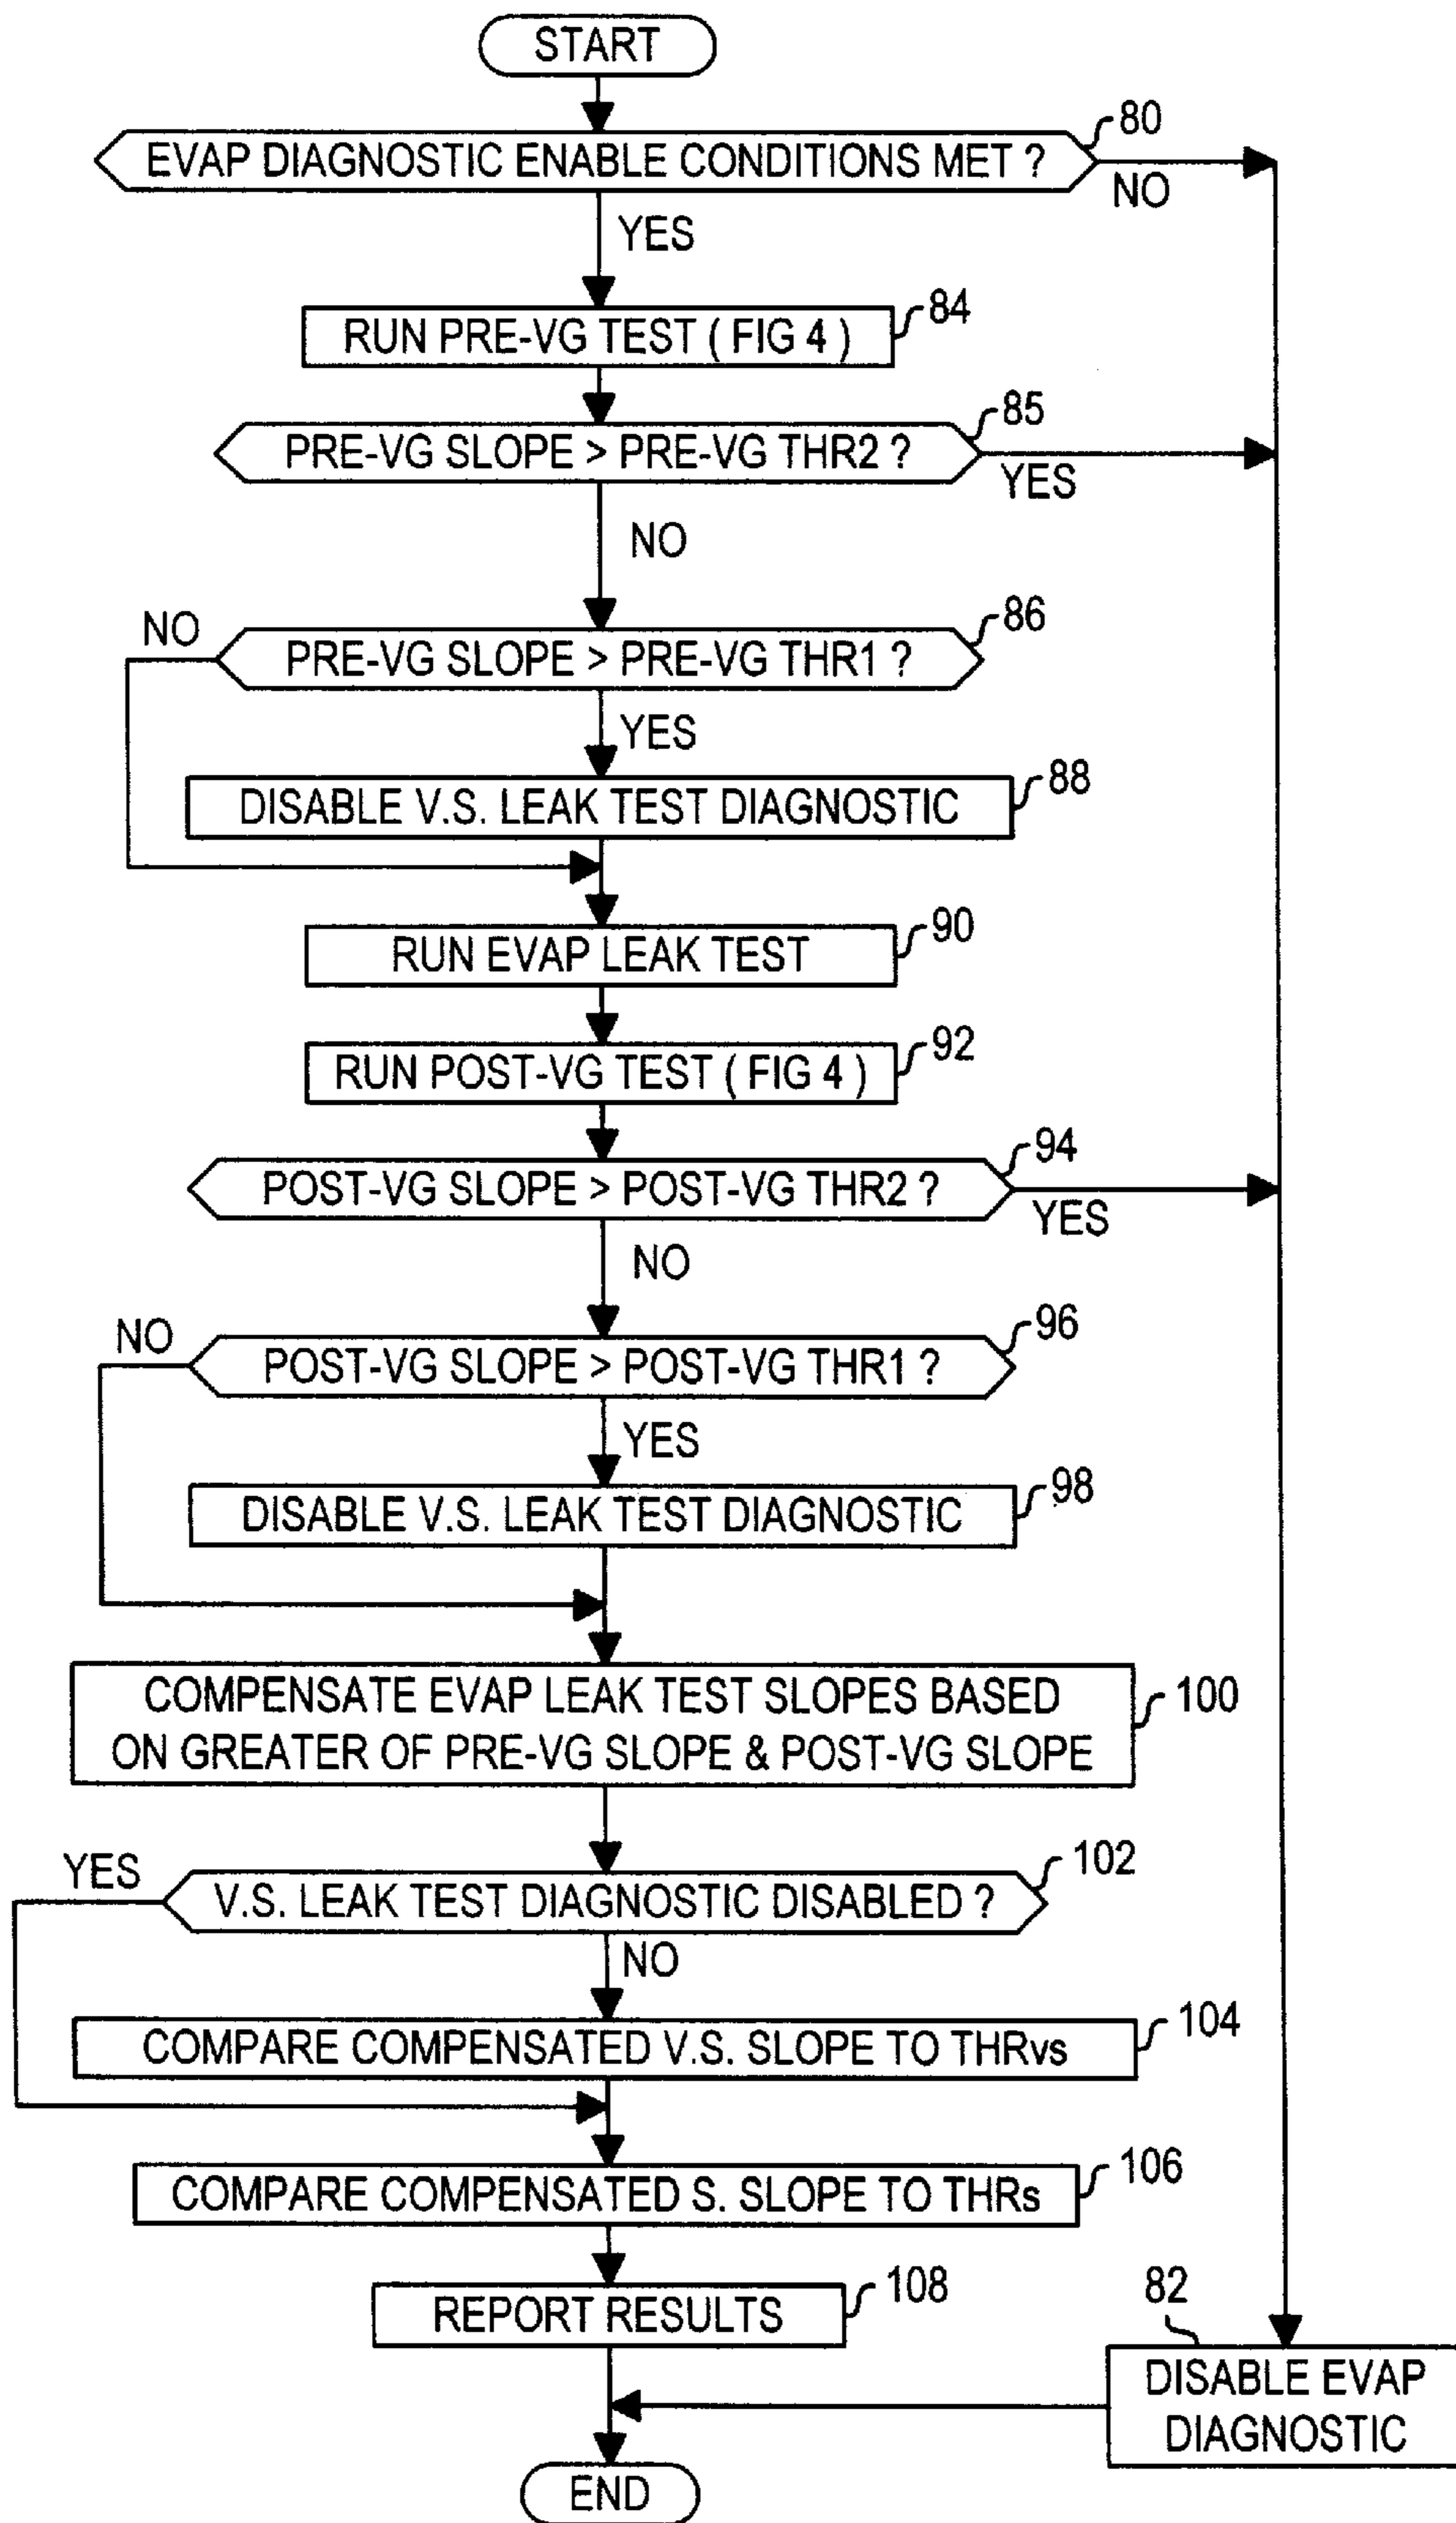 START
EVAP DIAGNOSTIC ENABLE CONDITIONS MET ?
80
NO
YES
RUN PRE-VG TEST ( FIG 4 )
84
PRE-VG SLOPE > PRE-VG THR2 ?
85
YES
NO
PRE-VG SLOPE > PRE-VG THR1 ?
86
NO
YES
DISABLE V.S. LEAK TEST DIAGNOSTIC
88
RUN EVAP LEAK TEST
90
RUN POST-VG TEST ( FIG 4 )
92
POST-VG SLOPE > POST-VG THR2 ?
94
YES
NO
POST-VG SLOPE > POST-VG THR1 ?
96
NO
YES
DISABLE V.S. LEAK TEST DIAGNOSTIC
98
COMPENSATE EVAP LEAK TEST SLOPES BASED
ON GREATER OF PRE-VG SLOPE & POST-VG SLOPE
100
V.S. LEAK TEST DIAGNOSTIC DISABLED ?
102
YES
NO
COMPARE COMPENSATED V.S. SLOPE TO THRvs
104
COMPARE COMPENSATED S. SLOPE TO THRs
106
REPORT RESULTS
108
82
DISABLE EVAP
DIAGNOSTIC
END